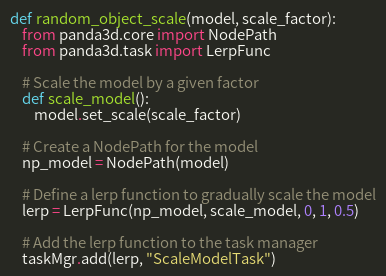 def random_object_scale(model, scale_factor):
from panda3d.core import NodePath
from panda3d.task import LerpFunc
# Scale the model by a given factor
def scale_model():
model.set_scale(scale_factor)
# Create a NodePath for the model
np_model = NodePath(model)
# Define a lerp function to gradually scale the model
lerp = LerpFunc(np_model, scale_model, 0, 1, 0.5)
# Add the lerp function to the task manager
taskMgr.add(lerp, "ScaleModelTask")